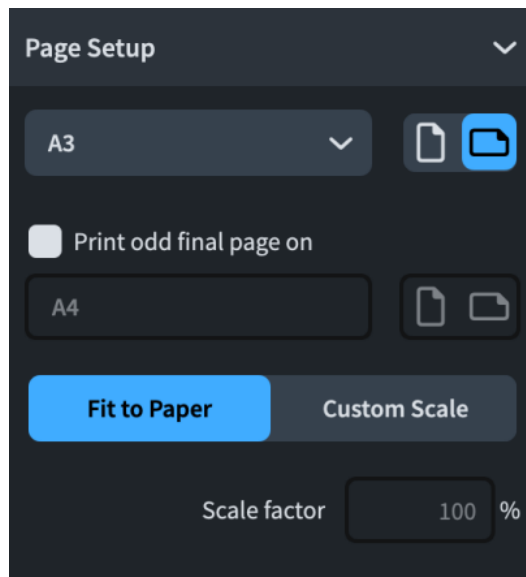 Page Setup
A3
Print odd final page on
A4
Fit to Paper Custom Scale
Scale factor 100 %